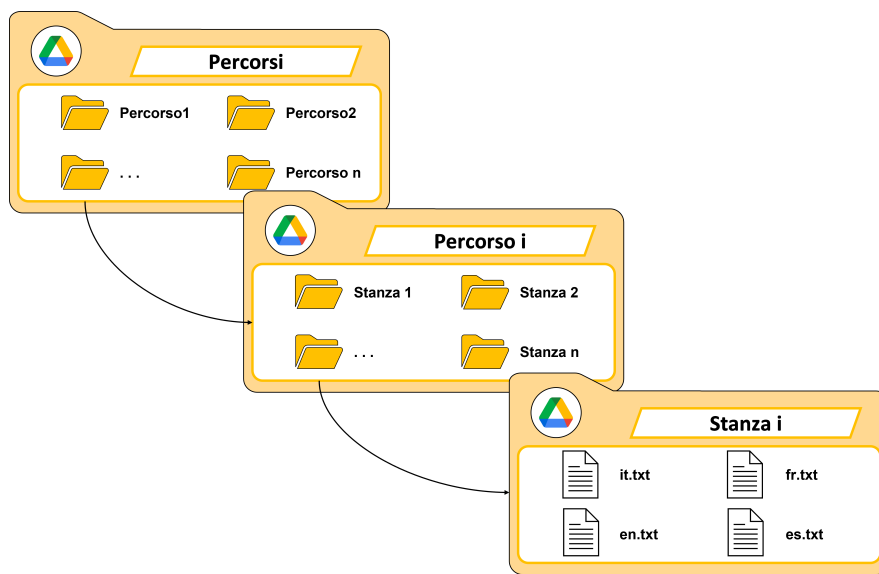 Percorsi
Percorso1
Percorso2
. . .
Percorso n
Percorso i
Stanza 1
Stanza 2
. . .
Stanza n
Stanza i
it.txt
fr.txt
en.txt
es.txt